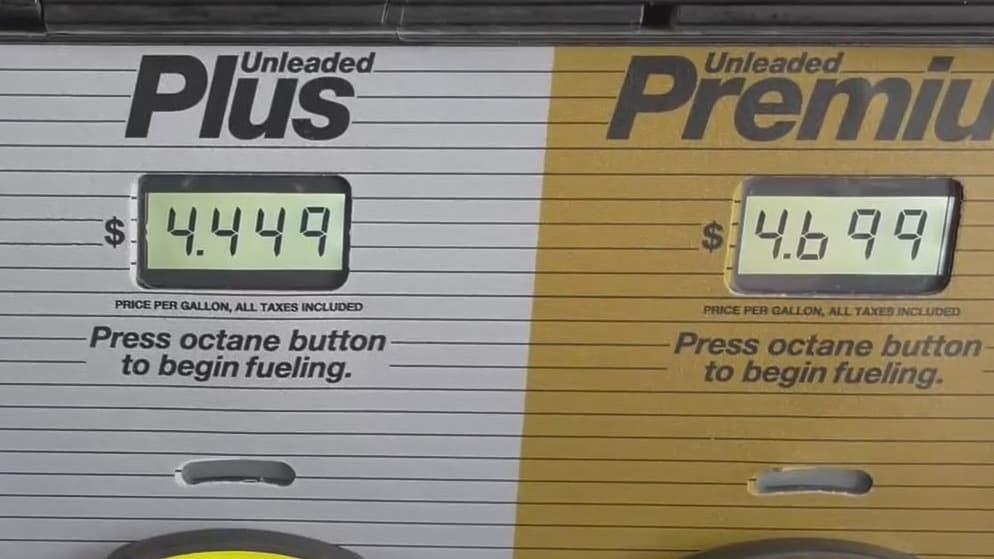 Unleaded
Plus
$ 4.449
PRICE PER GALLON, ALL TAXES INCLUDED
Press octane button
to begin fueling.
Unleaded
Premiu
$ 4.699
PRICE PER GALLON, ALL TAXES INCLUDED
Press octane button
to begin fueling.